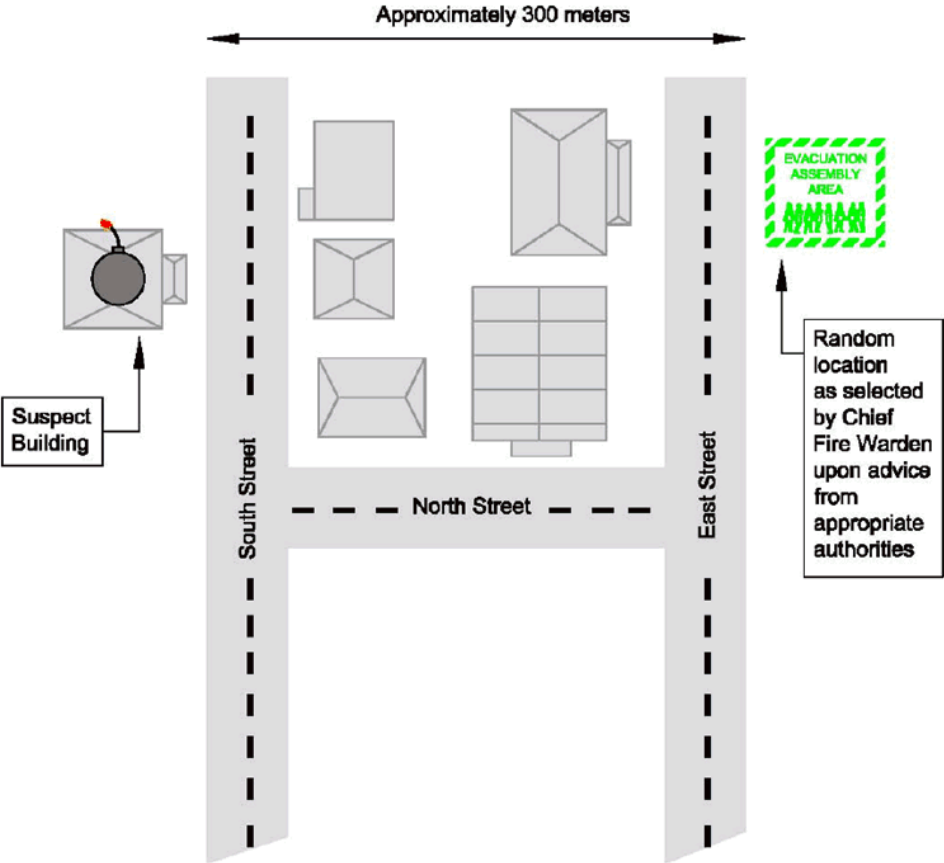 Approximately 300 meters
EVACUATION
ASSEMBLY
AREA
Suspect
Building
Random
location
as selected
by Chief
Fire Warden
upon advice
from
appropriate
authorities
South Street
North Street
East Street